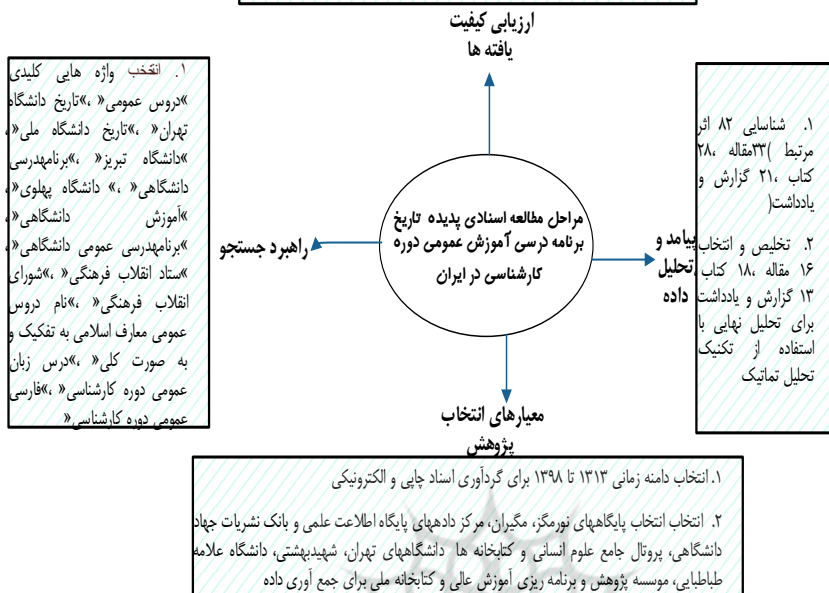 ارزیابی کیفیت
یافته ها
۱. انتخب واژه هایی کلیدی
»دروس عمومی« ،»تاریخ دانشگاه
تهران« ،»تاریخ دانشگاه ملی«،
»دانشگاه تبریز« ،»برنامهدرسی
دانشگاهی« ،» دانشگاه پهلوی«،
»آموزش دانشگاهی«،
»برنامهدرسی عمومی دانشگاهی«،
»ستاد انقلاب فرهنگی« ،»شورای
انقلاب فرهنگی« ،»نام دروس
عمومی معارف اسلامی به تفکیک و
به صورت کلی« ،»درس زبان
عمومی دوره کارشناسی« ،»فارسی
عمومی دوره کارشناسی«
راهبرد جستجو
مراحل مطالعه اسنادی پدیده تاریخ
برنامه درسی آموزش عمومی دوره
کارشناسی در ایران
پیامد و
تحلیل
داده
۱. شناسایی ۸۲ اثر
مرتبط )۳۳مقاله ،۲۸
کتاب ،۲۱ گزارش و
یادداشت(
۲. تخلیص و انتخاب
۱۶ مقاله ،۱۸ کتاب،
۱۳ گزارش و یادداشت
برای تحلیل نهایی با
استفاده از تکنیک
تحلیل تماتیک
معیارهای انتخاب
پژوهش
۱. انتخاب دامنه زمانی ۱۳۱۳ تا ۱۳۹۸ برای گردآوری اسناد چاپی و الکترونیکی
۲. انتخاب انتخاب پایگاههای نورمگز، مگیران، مرکز دادههای پایگاه اطلاعت علمی و بانک نشریات جهاد
دانشگاهی، پروتال جامع علوم انسانی و کتابخانه ها دانشگاههای تهران، شهیدبهشتی، دانشگاه علامه
طباطبایی، موسسه پژوهش و برنامه ریزی آموزش عالی و کتابخانه ملی برای جمع آوری داده